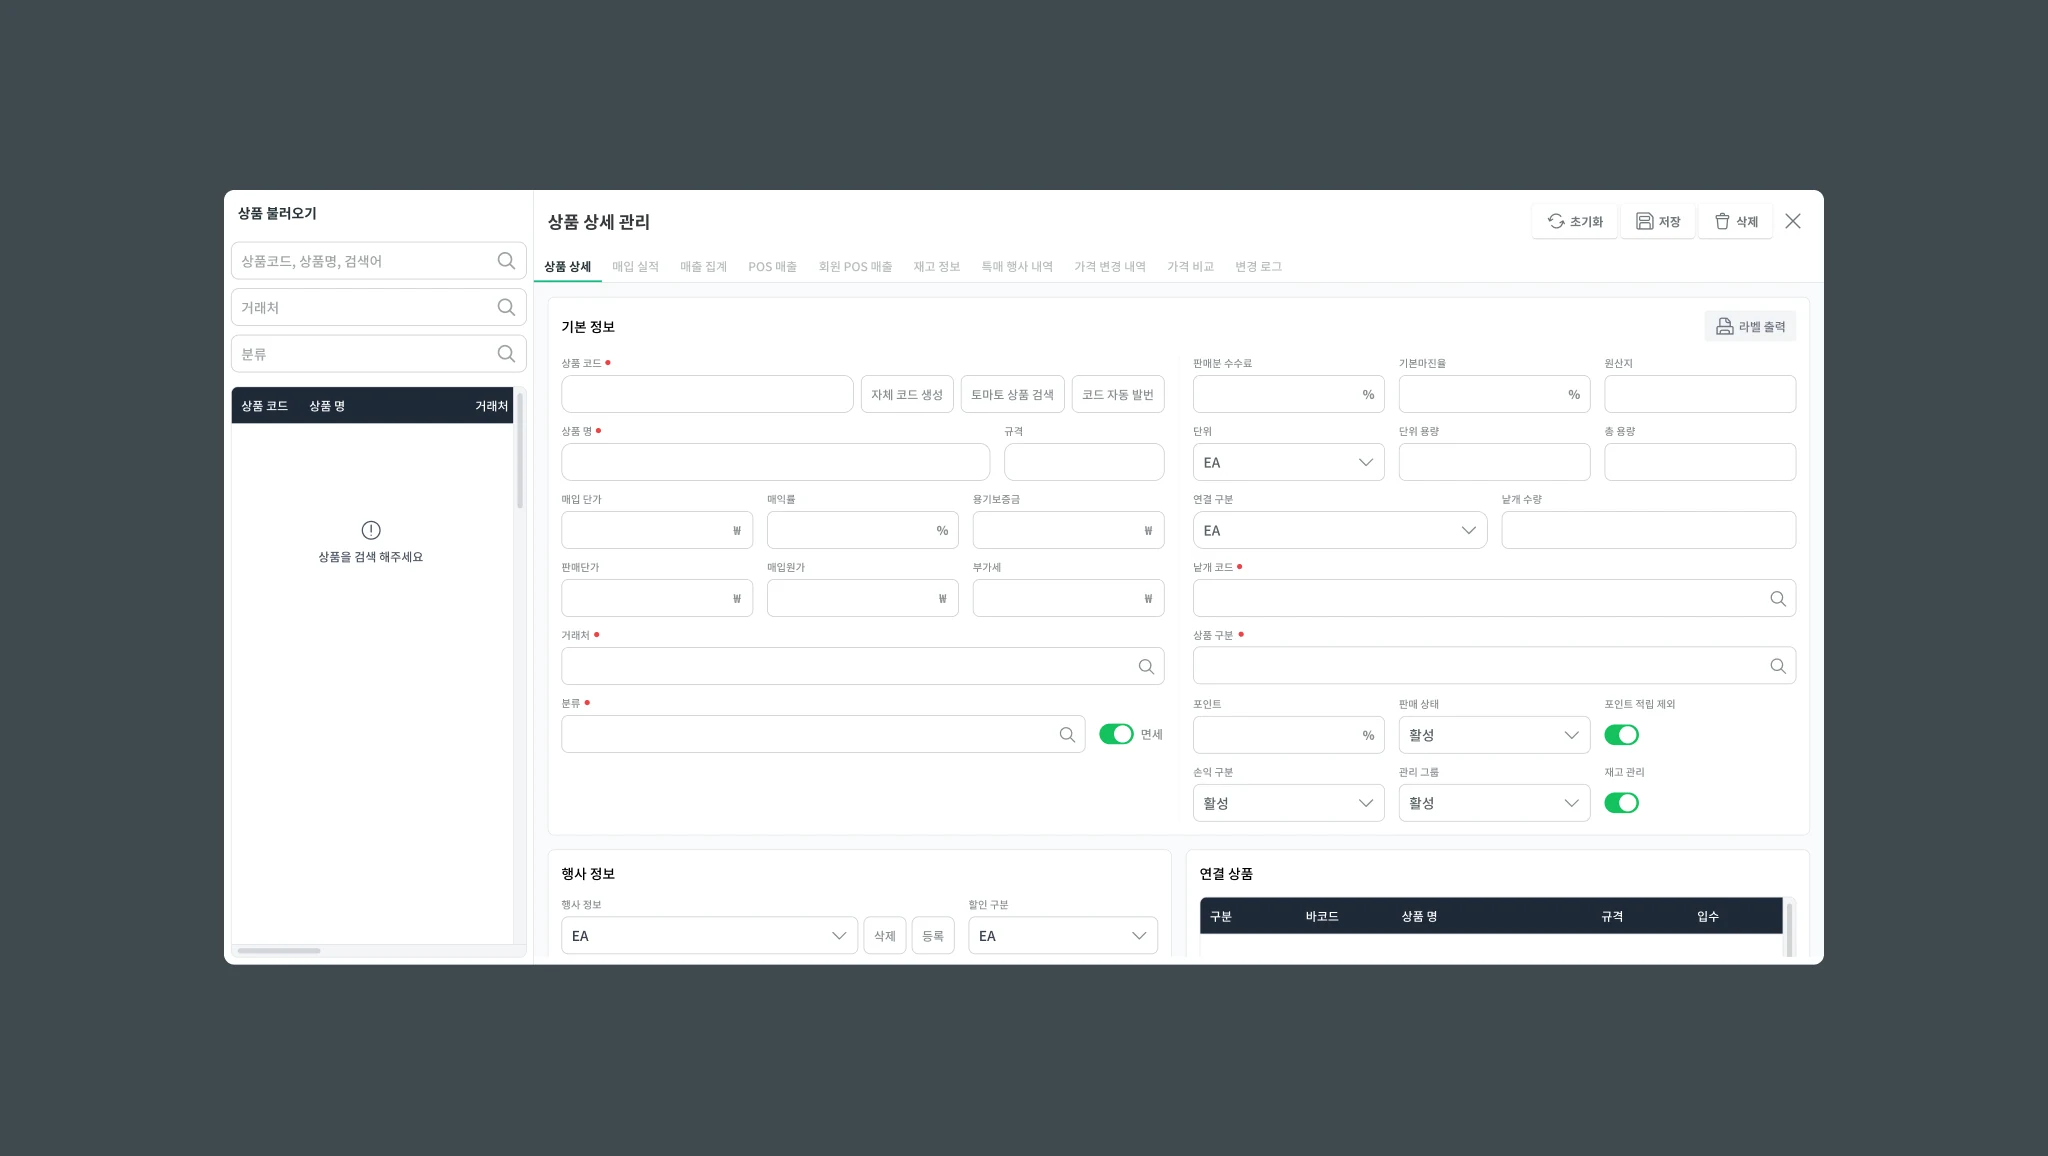 상품 불러오기
상품코드, 상품명, 검색어
거래처
분류
상품 코드 상품 명 거래처
상품을 검색 해주세요
상품 상세 관리
초기화 저장 삭제
상품 상세 매입 실적 매출 집계 POS 매출 회원 POS 매출 재고 정보 특매 행사 내역 가격 변경 내역 가격 비교 변경 로그
기본 정보
라벨 출력
상품 코드
자체 코드 생성 토마토 상품 검색 코드 자동 발번
상품 명 규격
매입 단가 매익률 용기보증금
₩ % ₩
판매단가 매입원가 부가세
₩ ₩ ₩
거래처
분류
면세
판매분 수수료 기본마진율 원산지
% %
단위 단위 용량 총 용량
EA
연결 구분 낱개 수량
EA
낱개 코드
상품 구분
포인트 판매 상태 포인트 적립 제외
% 활성
손익 구분 관리 그룹 재고 관리
활성 활성
행사 정보
행사 정보 할인 구분
EA 삭제 등록 EA
연결 상품
구분 바코드 상품 명 규격 입수